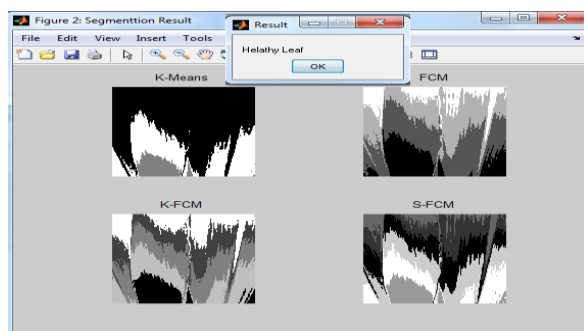 Figure 2: Segmenttion Result
Result
File Edit View Insert Tools
Helathy Leaf
OK
K-Means
FCM
K-FCM
S-FCM